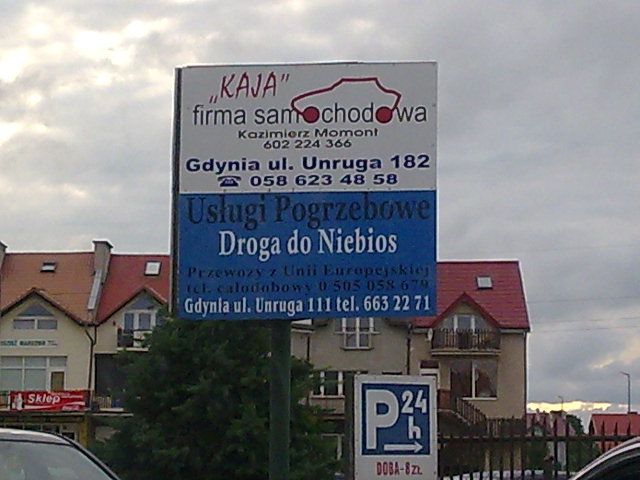 „KAJA”
firma samochodowa
Kazimierz Momont
602 224 366
Gdynia ul. Unruga 182
☎ 058 623 48 58
Usługi Pogrzebowe
Droga do Niebios
Przewozy z Unii Europejskiej
tel. całodobowy 0 505 058 679
Gdynia ul. Unruga 111 tel. 663 22 71
Sklep
P 24 h
DOBA-8 ZŁ